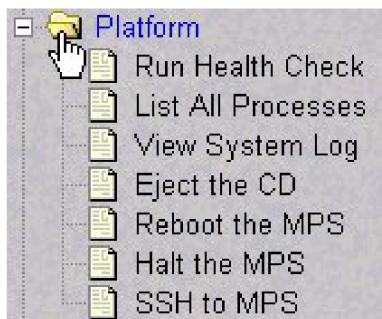 Platform
Run Health Check
List All Processes
View System Log
Eject the CD
Reboot the MPS
Halt the MPS
SSH to MPS